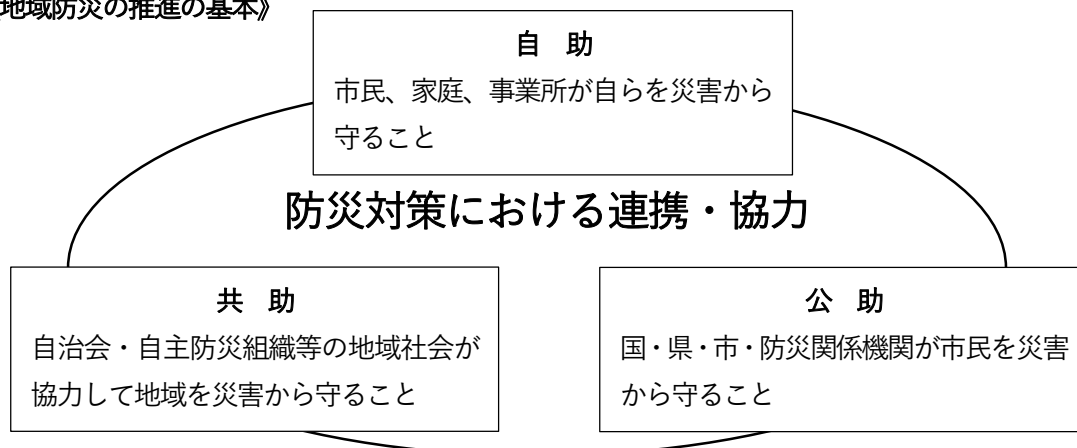 地域防災の推進の基本》
自 助
市民、家庭、事業所が自らを災害から
守ること
防災対策における連携・協力
共 助
自治会・自主防災組織等の地域社会が
協力して地域を災害から守ること
公 助
国・県・市・防災関係機関が市民を災害
から守ること